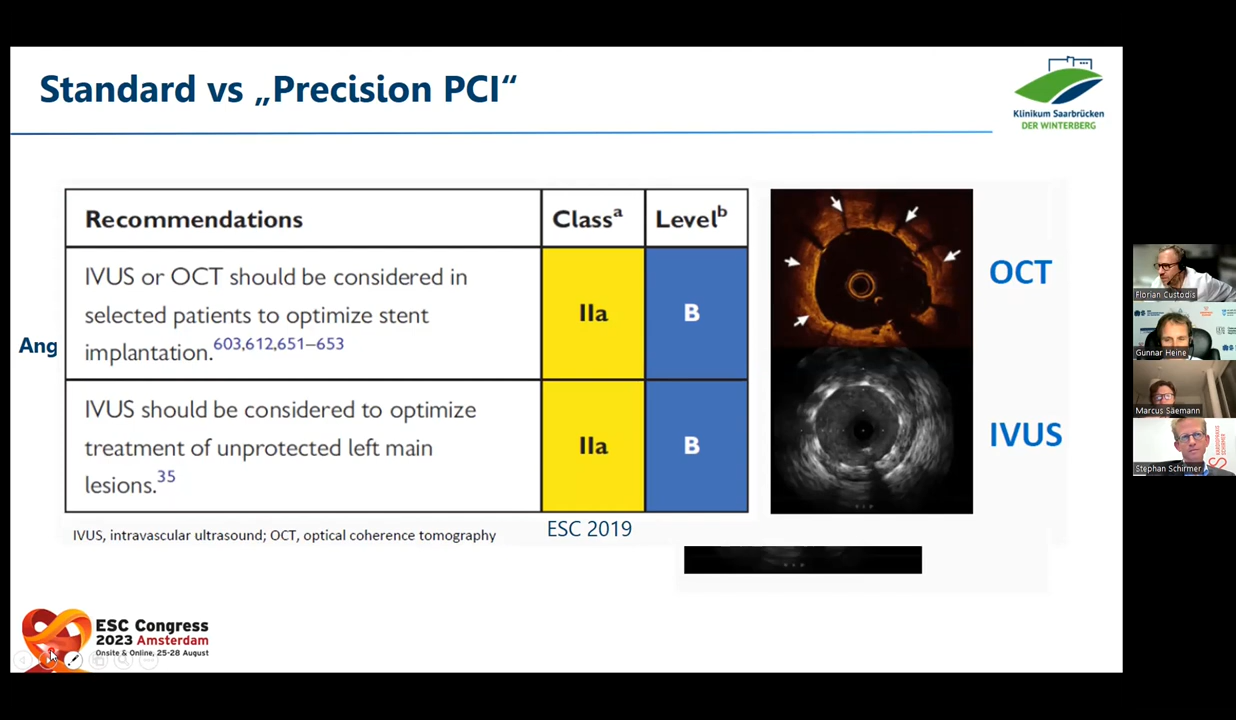 Standard vs „Precision PCI“
Klinikum Saarbrücken
DER WINTERBERG
Recommendations
Classᵃ
Levelᵇ
IVUS or OCT should be considered in
selected patients to optimize stent
implantation.603,612,651–653
IIa
B
IVUS should be considered to optimize
treatment of unprotected left main
lesions.35
IIa
B
Ang
OCT
IVUS
IVUS, intravascular ultrasound; OCT, optical coherence tomography
ESC 2019
ESC Congress
2023 Amsterdam
Onsite & Online, 25-28 August
Florian Custodis
Gunnar Heine
Marcus Säemann
Stephan Schirmer